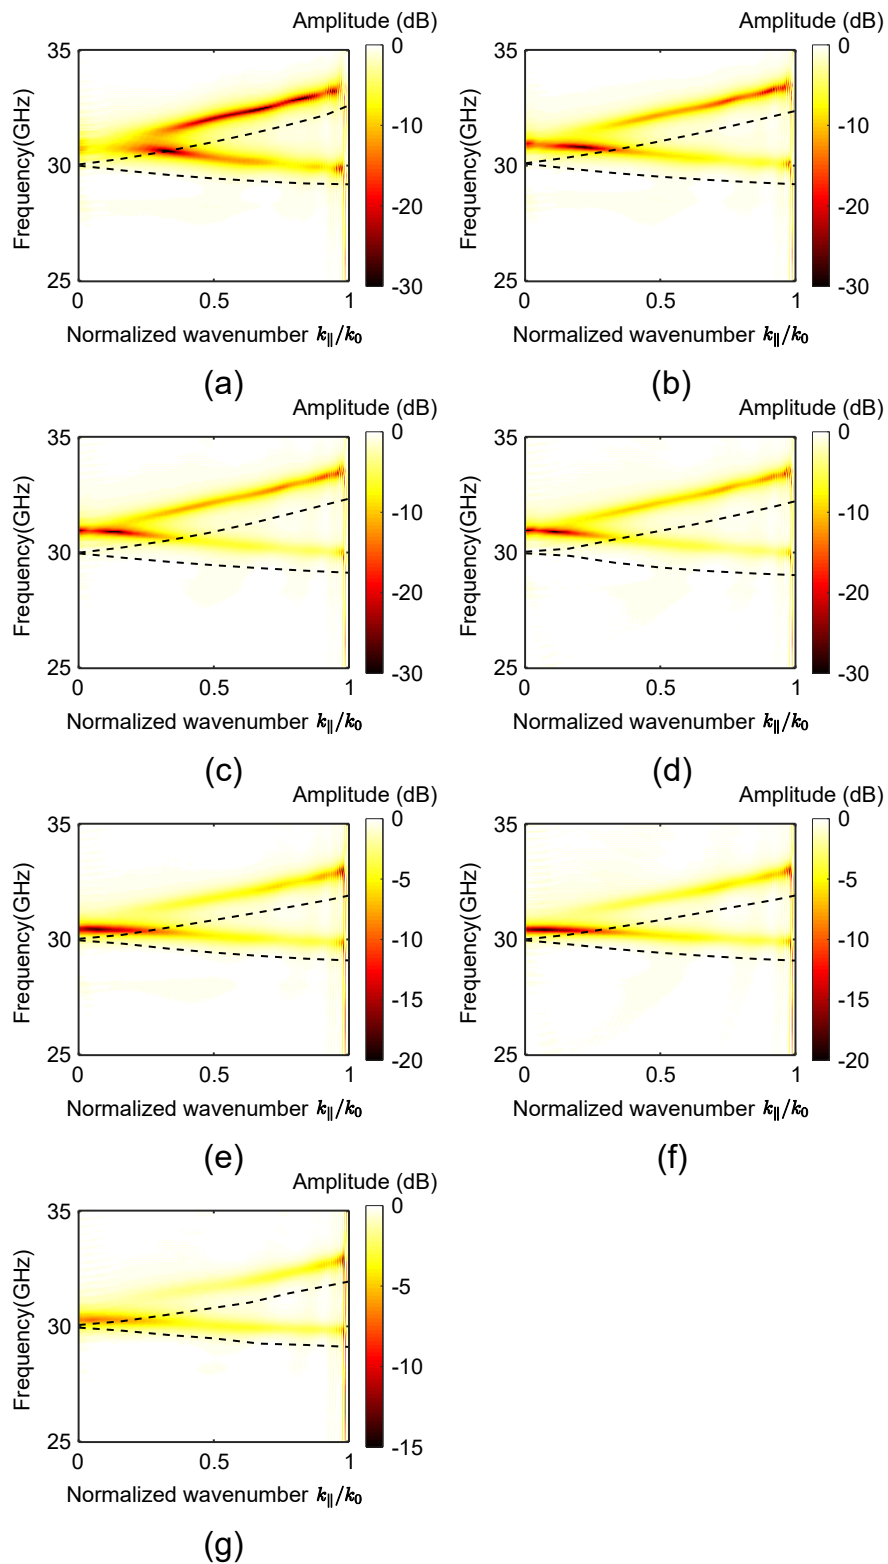 Amplitude (dB)
Amplitude (dB)
35
0
35
0
-10
-10
Frequency(GHz)
30
Frequency(GHz)
30
-20
-20
25
-30
25
-30
0
0.5
1
0
0.5
1
Normalized wavenumber k∥/k0
Normalized wavenumber k∥/k0
(a)
(b)
Amplitude (dB)
Amplitude (dB)
35
0
35
0
-10
-10
Frequency(GHz)
30
Frequency(GHz)
30
-20
-20
25
-30
25
-30
0
0.5
1
0
0.5
1
Normalized wavenumber k∥/k0
Normalized wavenumber k∥/k0
(c)
(d)
Amplitude (dB)
Amplitude (dB)
35
0
35
0
-5
-5
Frequency(GHz)
30
-10
Frequency(GHz)
30
-10
-15
-15
25
-20
25
-20
0
0.5
1
0
0.5
1
Normalized wavenumber k∥/k0
Normalized wavenumber k∥/k0
(e)
(f)
Amplitude (dB)
35
0
-5
Frequency(GHz)
30
-10
25
-15
0
0.5
1
Normalized wavenumber k∥/k0
(g)